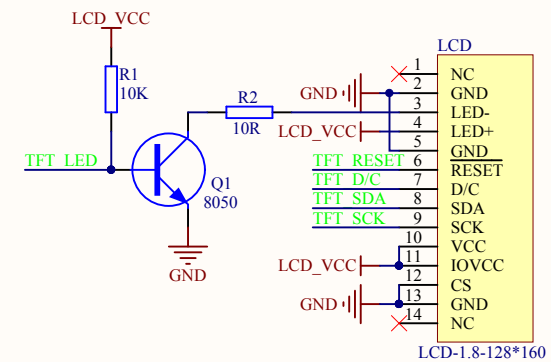 LCD_VCC
R1
10K
TFT_LED
Q1
8050
GND
R2
10R
LCD
1 NC
GND 2 GND
3 LED-
LCD_VCC 4 LED+
5 GND
TFT_RESET 6 RESET
TFT_D/C 7 D/C
TFT_SDA 8 SDA
TFT_SCK 9 SCK
10 VCC
LCD_VCC 11 IOVCC
12 CS
GND 13 GND
14 NC
LCD-1.8-128*160